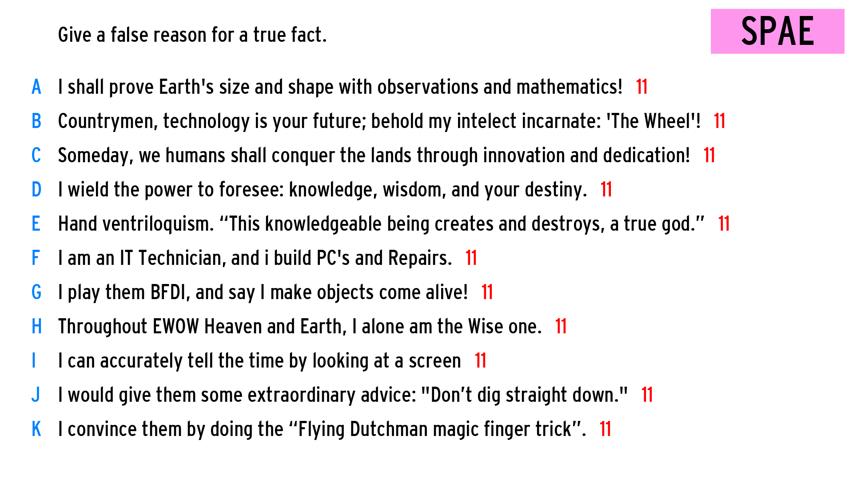 Give a false reason for a true fact.
SPAE
A I shall prove Earth's size and shape with observations and mathematics! 11
B Countrymen, technology is your future; behold my intelect incarnate: 'The Wheel'! 11
C Someday, we humans shall conquer the lands through innovation and dedication! 11
D I wield the power to foresee: knowledge, wisdom, and your destiny. 11
E Hand ventriloquism. “This knowledgeable being creates and destroys, a true god.” 11
F I am an IT Technician, and i build PC's and Repairs. 11
G I play them BFDI, and say I make objects come alive! 11
H Throughout EWOW Heaven and Earth, I alone am the Wise one. 11
I I can accurately tell the time by looking at a screen 11
J I would give them some extraordinary advice: "Don’t dig straight down." 11
K I convince them by doing the “Flying Dutchman magic finger trick”. 11